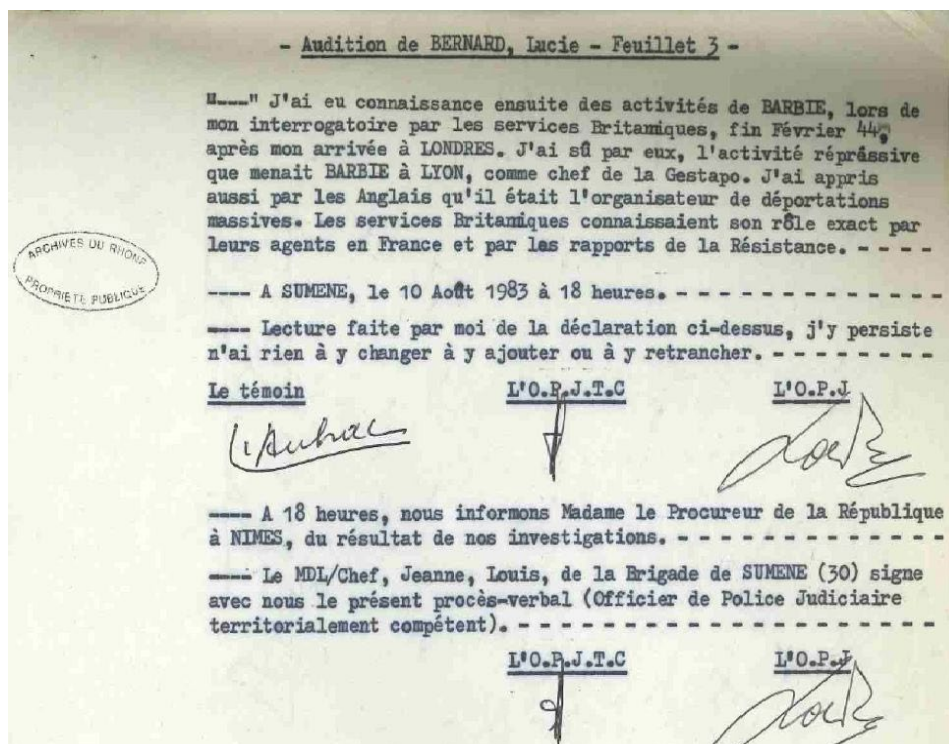 - Audition de BERNARD, Lucie - Feuillet 3 -
"---" J'ai eu connaissance ensuite des activités de BARBIE, lors de
mon interrogatoire par les services Britamiques, fin Février 44,
après mon arrivée à LONDRES. J'ai sû par eux, l'activité répréssive
que menait BARBIE à LYON, comme chef de la Gestapo. J'ai appris
aussi par les Anglais qu'il était l'organisateur de déportations
massives. Les services Britamiques connaissaient son rôle exact par
leurs agents en France et par les rapports de la Résistance. - - - -
ARCHIVES DU RHONE
PROPRIETE PUBLIQUE
---- A SUMENE, le 10 Août 1983 à 18 heures. - - - - - - - - - - - - -
---- Lecture faite par moi de la déclaration ci-dessus, j'y persiste
n'ai rien à y changer à y ajouter ou à y retrancher. - - - - - - - -
Le témoin L'O.P.J.T.C L'O.P.J
L.Aubrac
---- A 18 heures, nous informons Madame le Procureur de la République
à NIMES, du résultat de nos investigations. - - - - - - - - - - - - -
---- Le MDL/Chef, Jeanne, Louis, de la Brigade de SUMENE (30) signe
avec nous le présent procès-verbal (Officier de Police Judiciaire
territorialement compétent). - - - - - - - - - - - - - - - - - - - -
L'O.P.J.T.C L'O.P.J